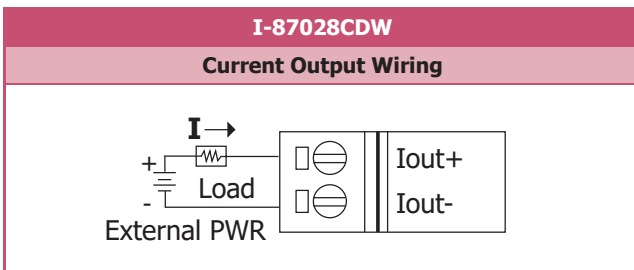 I-87028CDW
Current Output Wiring
I
+
Load
-
External PWR
Iout+
Iout-